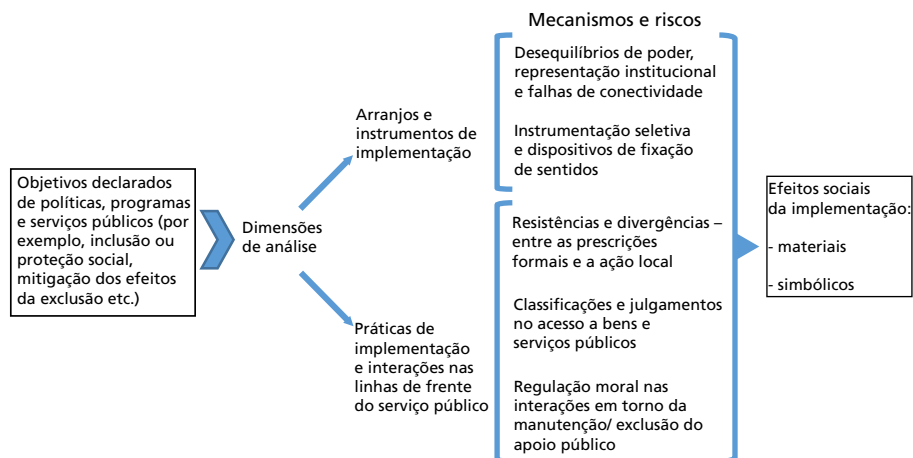 Objetivos declarados
de políticas, programas
e serviços públicos (por
exemplo, inclusão ou
proteção social,
mitigação dos efeitos
da exclusão etc.)
Dimensões
de análise
Arranjos e
instrumentos de
implementação
Práticas de
implementação
e interações nas
linhas de frente
do serviço público
Mecanismos e riscos
Desequilíbrios de poder,
representação institucional
e falhas de conectividade
Instrumentação seletiva
e dispositivos de fixação
de sentidos
Resistências e divergências –
entre as prescrições
formais e a ação local
Classificações e julgamentos
no acesso a bens e
serviços públicos
Regulação moral nas
interações em torno da
manutenção/ exclusão do
apoio público
Efeitos sociais
da implementação:
- materiais
- simbólicos